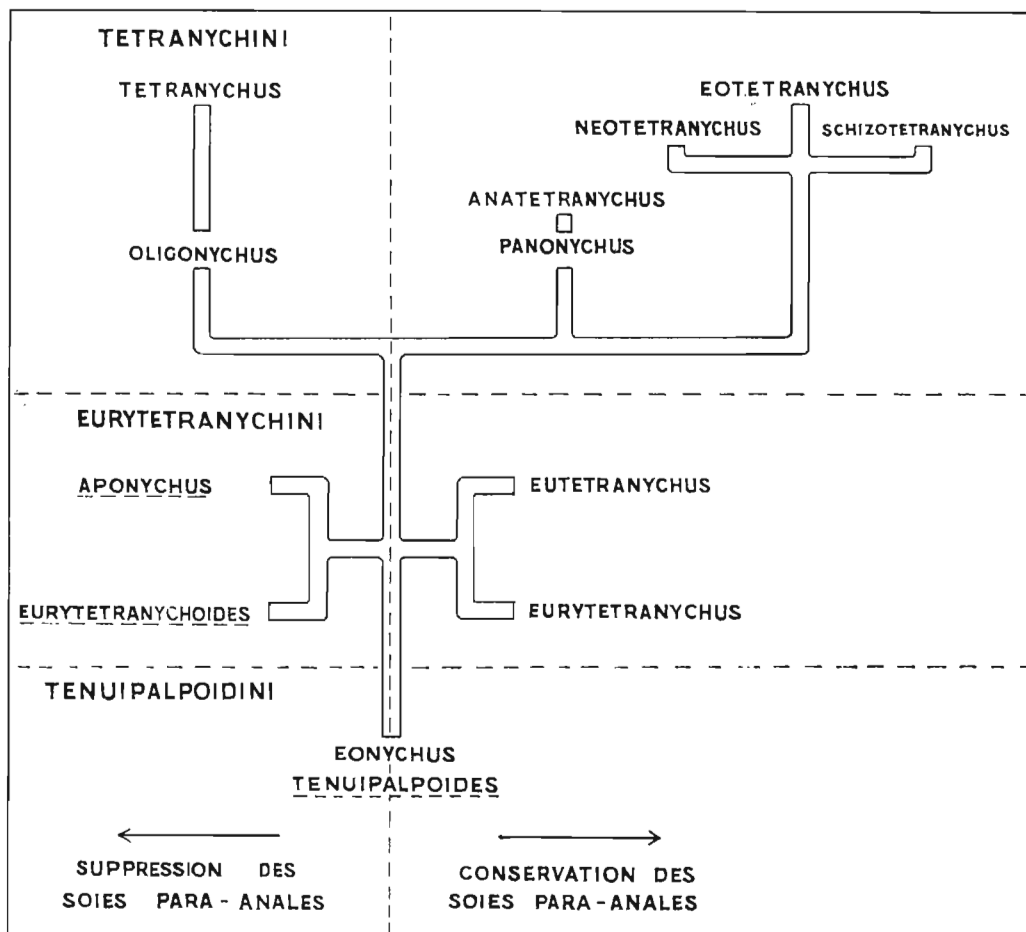 TETRANYCHINI
TETRANYCHUS
EOTETRANYCHUS
NEOTETRANYCHUS
SCHIZOTETRANYCHUS
ANATETRANYCHUS
OLIGONYCHUS
PANONYCHUS
EURYTETRANYCHINI
APONYCHUS
EUTETRANYCHUS
EURYTETRANYCHOIDES
EURYTETRANYCHUS
TENUIPALPOIDINI
EONYCHUS
TENUIPALPOIDES
SUPPRESSION DES
SOIES PARA-ANALES
CONSERVATION DES
SOIES PARA-ANALES